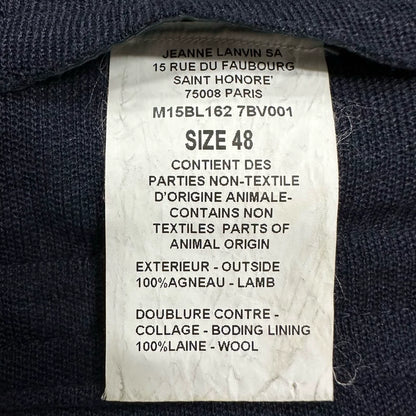 JEANNE LANVIN SA
15 RUE DU FAUBOURG
SAINT HONORE'
75008 PARIS
M15BL162 7BV001
SIZE 48
CONTIENT DES
PARTIES NON-TEXTILE
D'ORIGINE ANIMALE-
CONTAINS NON
TEXTILES PARTS OF
ANIMAL ORIGIN
EXTERIEUR - OUTSIDE
100%AGNEAU - LAMB
DOUBLURE CONTRE -
COLLAGE - BODING LINING
100%LAINE - WOOL